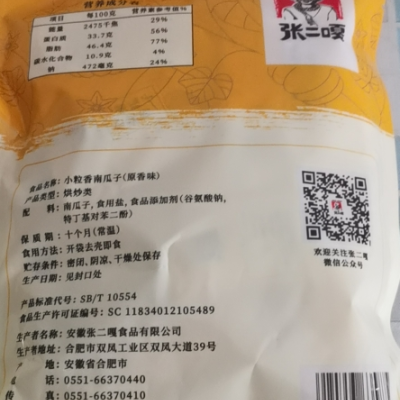 营养成分表
项目 每100克 营养素参考值%
能量 2475千焦 29%
蛋白质 33.7克 56%
脂肪 46.4克 77%
碳水化合物 10.9克 4%
钠 472毫克 24%
张二嘎
食品名称:小粒香南瓜子(原香味)
产品类型:烘炒类
配 料:南瓜子,食用盐,食品添加剂(谷氨酸钠,
特丁基对苯二酚)
保 质 期:十个月(常温)
食用方法:开袋去壳即食
贮存条件:密闭,阴凉,干燥处保存
生产日期:见封口处
欢迎关注张二嘎
微信公众号
产品标准代号:SB/T 10554
食品生产许可证编号:SC 11834012105489
生产者名称:安徽张二嘎食品有限公司
生产者地址:合肥市双凤工业区双凤大道39号
产 地:安徽省合肥市
电 话:0551-66370440
传 真:0551-66370410